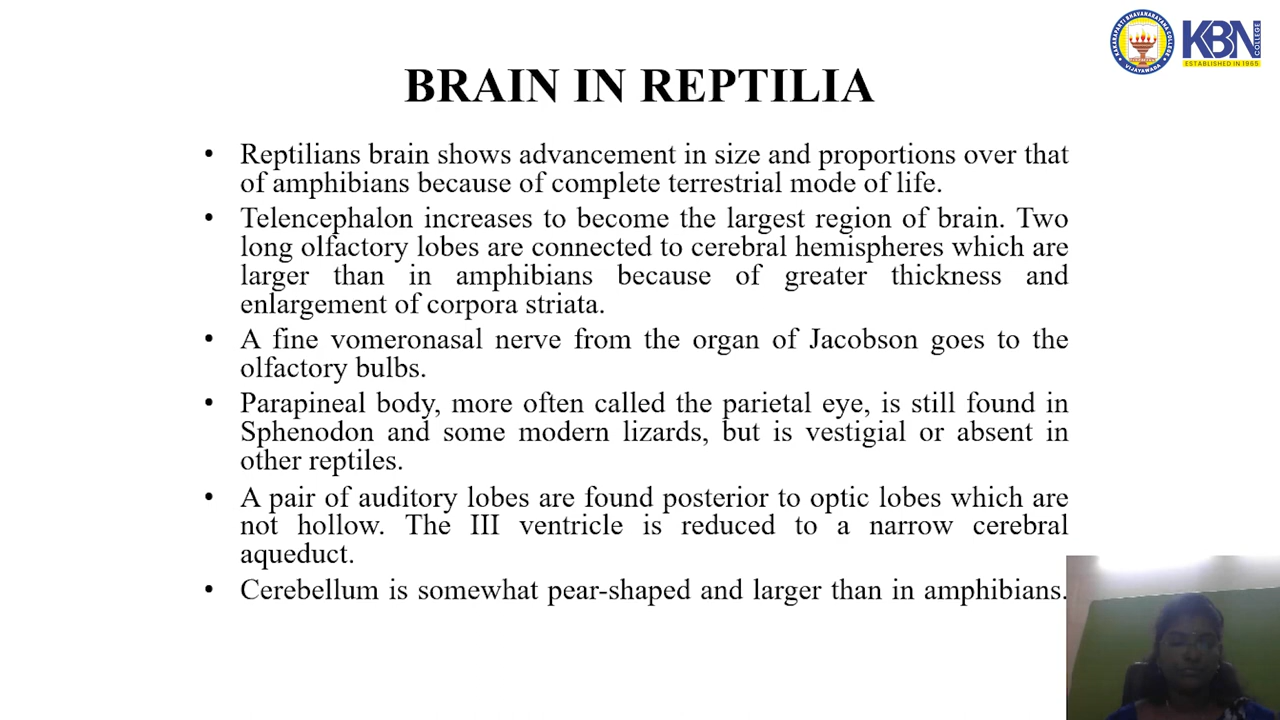 KAKARAPARTI BHAVANARAYANA COLLEGE
VIJAYAWADA
KBN
COLLEGE
ESTABLISHED IN 1965
BRAIN IN REPTILIA
• Reptilians brain shows advancement in size and proportions over that
of amphibians because of complete terrestrial mode of life.
• Telencephalon increases to become the largest region of brain. Two
long olfactory lobes are connected to cerebral hemispheres which are
larger than in amphibians because of greater thickness and
enlargement of corpora striata.
• A fine vomeronasal nerve from the organ of Jacobson goes to the
olfactory bulbs.
• Parapineal body, more often called the parietal eye, is still found in
Sphenodon and some modern lizards, but is vestigial or absent in
other reptiles.
• A pair of auditory lobes are found posterior to optic lobes which are
not hollow. The III ventricle is reduced to a narrow cerebral
aqueduct.
• Cerebellum is somewhat pear-shaped and larger than in amphibians.